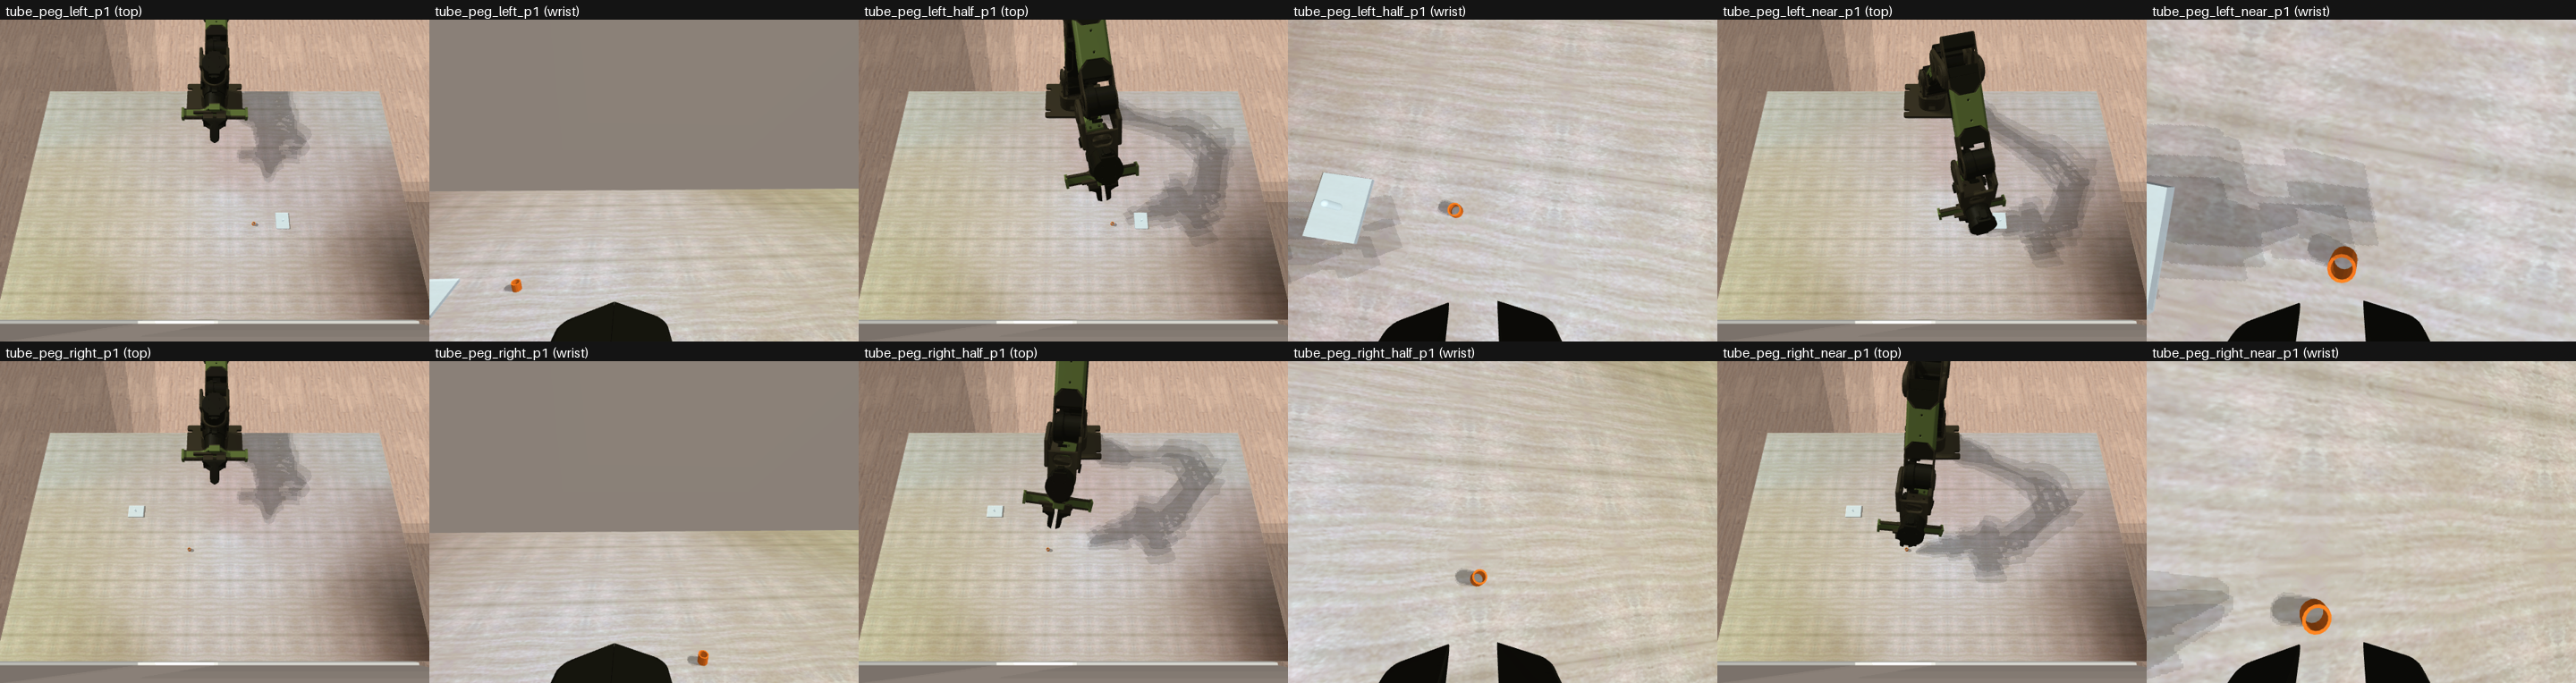 tube_peg_left_p1 (top)
tube_peg_left_p1 (wrist)
tube_peg_left_half_p1 (top)
tube_peg_left_half_p1 (wrist)
tube_peg_left_near_p1 (top)
tube_peg_left_near_p1 (wrist)
tube_peg_right_p1 (top)
tube_peg_right_p1 (wrist)
tube_peg_right_half_p1 (top)
tube_peg_right_half_p1 (wrist)
tube_peg_right_near_p1 (top)
tube_peg_right_near_p1 (wrist)